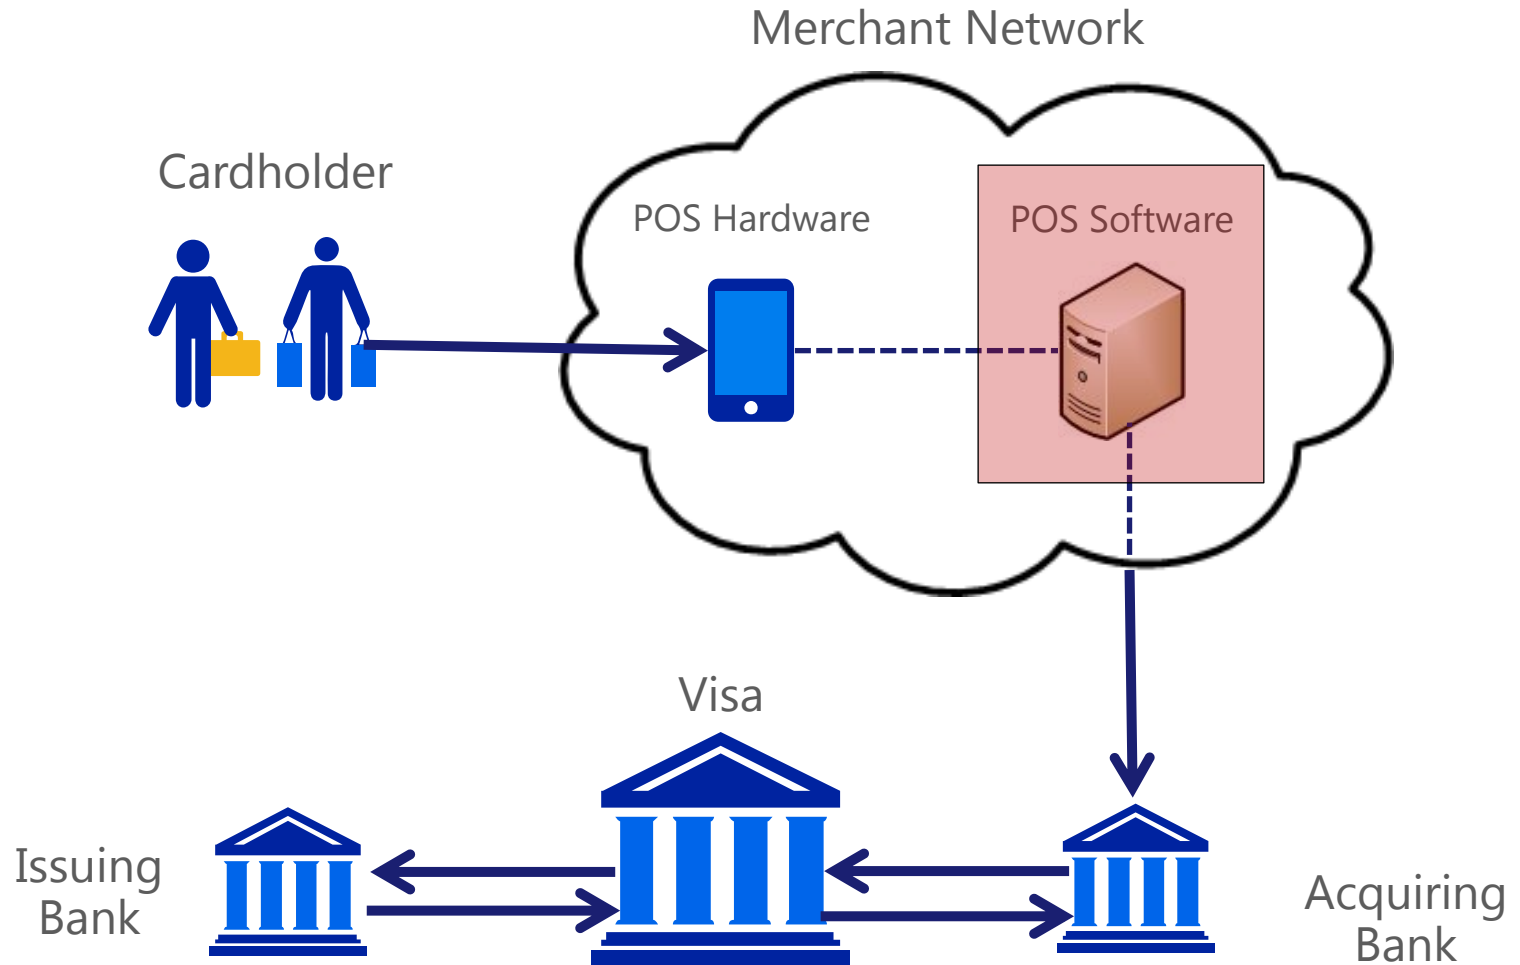 Merchant Network
Cardholder
POS Hardware
POS Software
Visa
Issuing
Bank
Acquiring
Bank